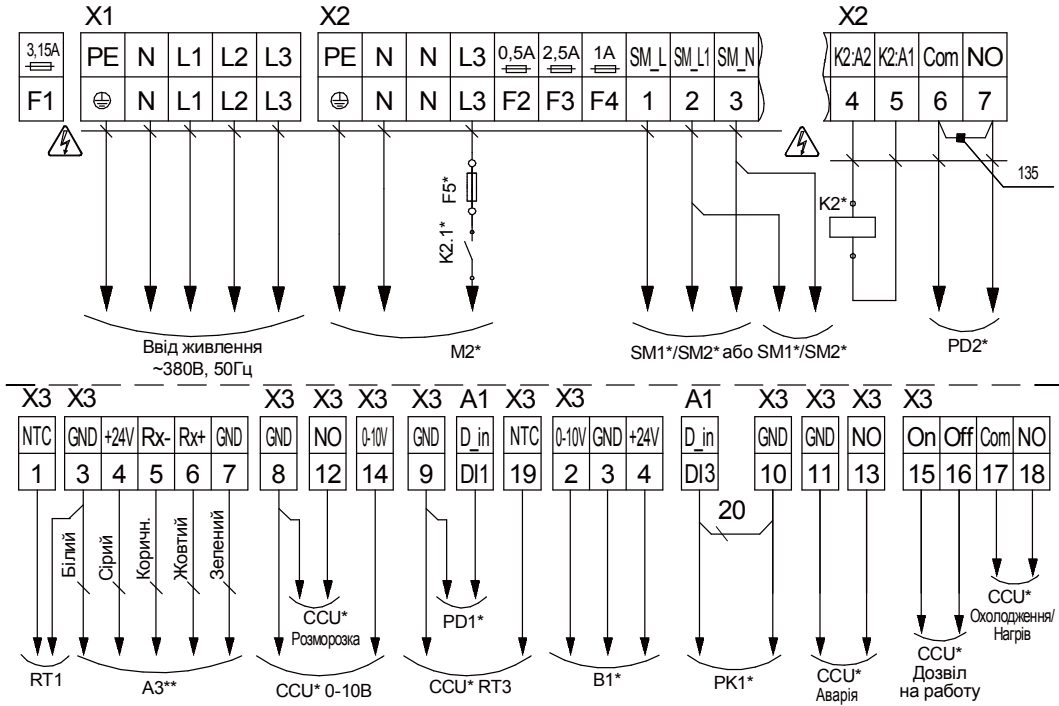 X1 X2 X2
3,15A PE N L1 L2 L3 PE N N L3 0,5A 2,5A 1A SM_L SM_L1 SM_N K2:A2 K2:A1 Com NO
F1 N L1 L2 L3 N N L3 F2 F3 F4 1 2 3 4 5 6 7
135
F5*
K2*
K2.1*
Ввід живлення
~380В, 50Гц
M2*
SM1*/SM2* або SM1*/SM2*
PD2*
X3 X3 X3 X3 X3 X3 A1 X3 X3 A1 X3 X3 X3 X3
NTC GND +24V Rx- Rx+ GND GND NO 0-10V GND D_in NTC 0-10V GND +24V D_in GND GND NO On Off Com NO
1 3 4 5 6 7 8 12 14 9 DI1 19 2 3 4 DI3 10 11 13 15 16 17 18
20
Білий
Сірий
Коричн.
Жовтий
Зелений
CCU*
Розморозка
PD1*
CCU*
Охолодження/
Нагрів
RT1
A3**
CCU* 0-10В
CCU* RT3
B1*
PK1*
CCU*
Аварія
CCU*
Дозвіл
на работу